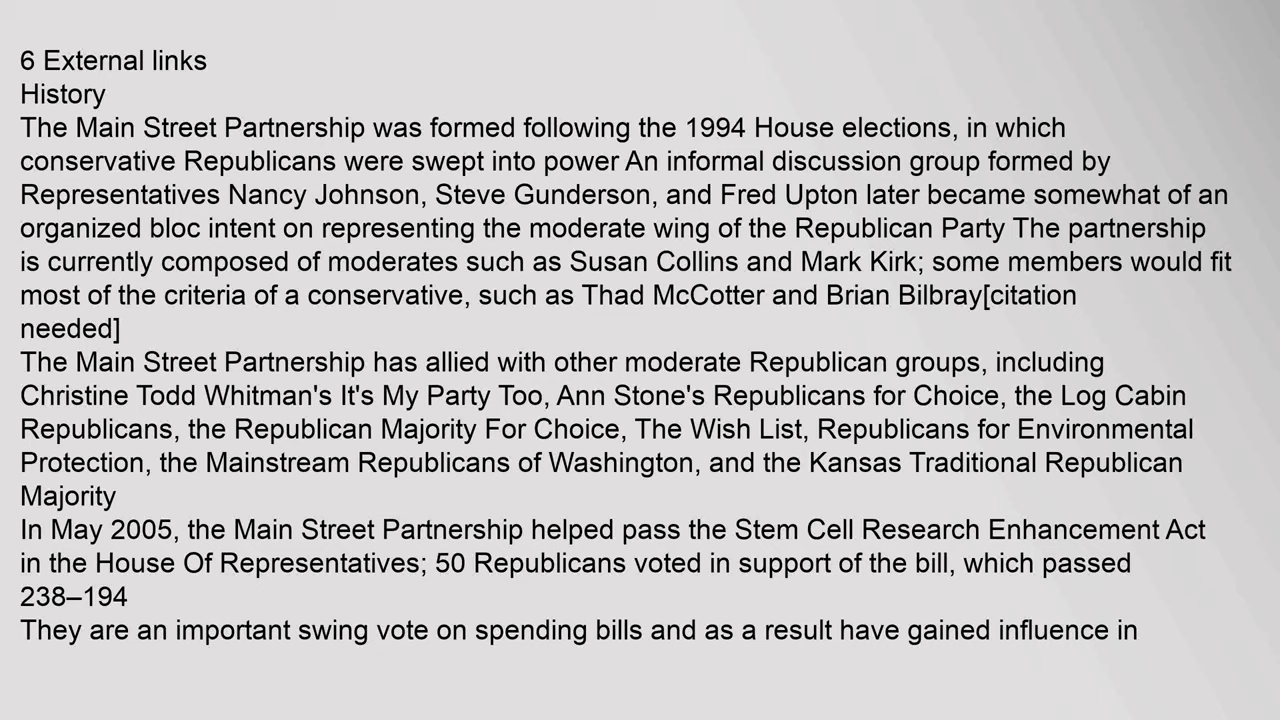 6 External links
History
The Main Street Partnership was formed following the 1994 House elections, in which
conservative Republicans were swept into power An informal discussion group formed by
Representatives Nancy Johnson, Steve Gunderson, and Fred Upton later became somewhat of an
organized bloc intent on representing the moderate wing of the Republican Party The partnership
is currently composed of moderates such as Susan Collins and Mark Kirk; some members would fit
most of the criteria of a conservative, such as Thad McCotter and Brian Bilbray[citation
needed]
The Main Street Partnership has allied with other moderate Republican groups, including
Christine Todd Whitman's It's My Party Too, Ann Stone's Republicans for Choice, the Log Cabin
Republicans, the Republican Majority For Choice, The Wish List, Republicans for Environmental
Protection, the Mainstream Republicans of Washington, and the Kansas Traditional Republican
Majority
In May 2005, the Main Street Partnership helped pass the Stem Cell Research Enhancement Act
in the House Of Representatives; 50 Republicans voted in support of the bill, which passed
238–194
They are an important swing vote on spending bills and as a result have gained influence in